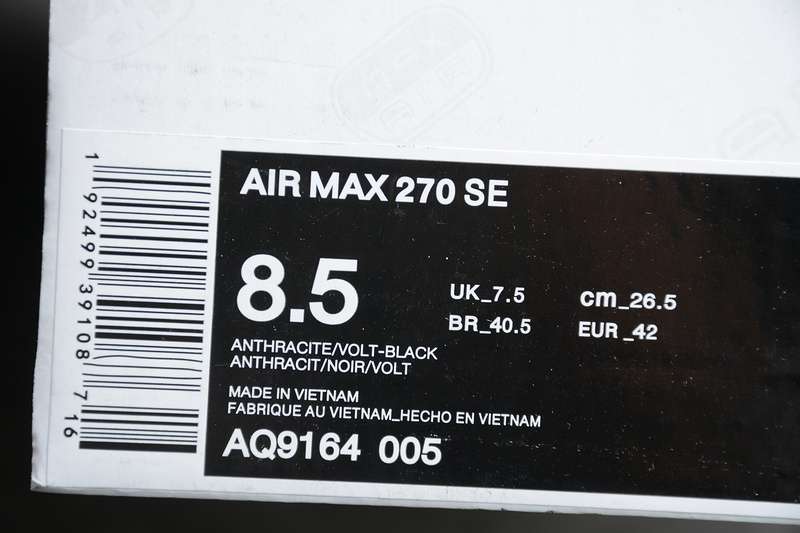 AIR MAX 270 SE
8.5
UK_7.5
cm_26.5
BR_40.5
EUR_42
ANTHRACITE/VOLT-BLACK
ANTHRACIT/NOIR/VOLT
MADE IN VIETNAM
FABRIQUE AU VIETNAM_HECHO EN VIETNAM
AQ9164 005
1 92499 39108 7 16